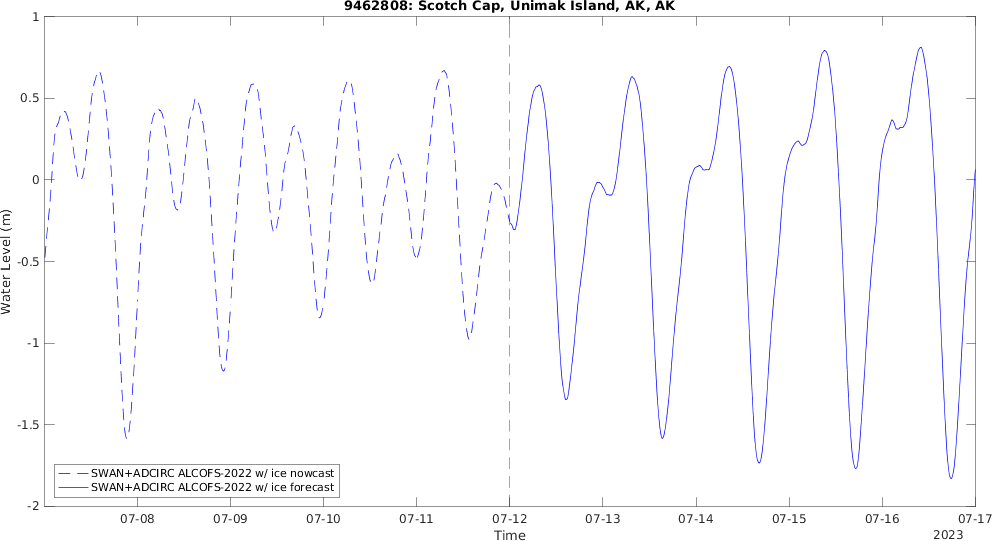 9462808: Scotch Cap, Unimak Island, AK, AK
1
0.5
0
-0.5
-1
-1.5
-2
Water Level (m)
SWAN+ADCIRC ALCOFS-2022 w/ ice nowcast
SWAN+ADCIRC ALCOFS-2022 w/ ice forecast
07-08 07-09 07-10 07-11 07-12 07-13 07-14 07-15 07-16 07-17
Time
2023